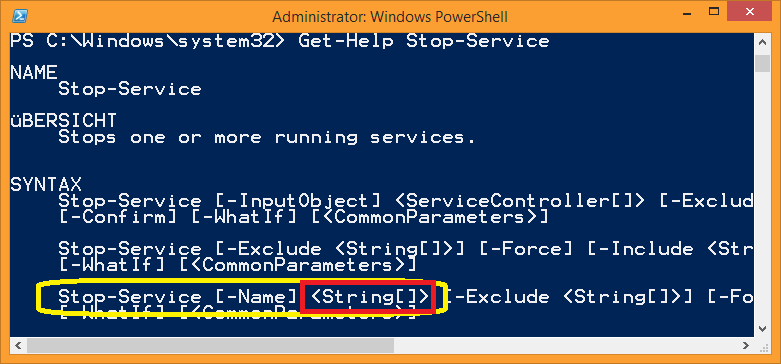 Administrator: Windows PowerShell
PS C:\Windows\system32> Get-Help Stop-Service
NAME
Stop-Service
üBERSICHT
Stops one or more running services.
SYNTAX
Stop-Service [-InputObject] <ServiceController[]> [-Exclud
[-Confirm] [-WhatIf] [<CommonParameters>]
Stop-Service [-Exclude <String[]>] [-Force] [-Include <Str
[-WhatIf] [<CommonParameters>]
Stop-Service [-Name] <String[]> [-Exclude <String[]>] [-Fo
[-WhatIf] [<CommonParameters>]